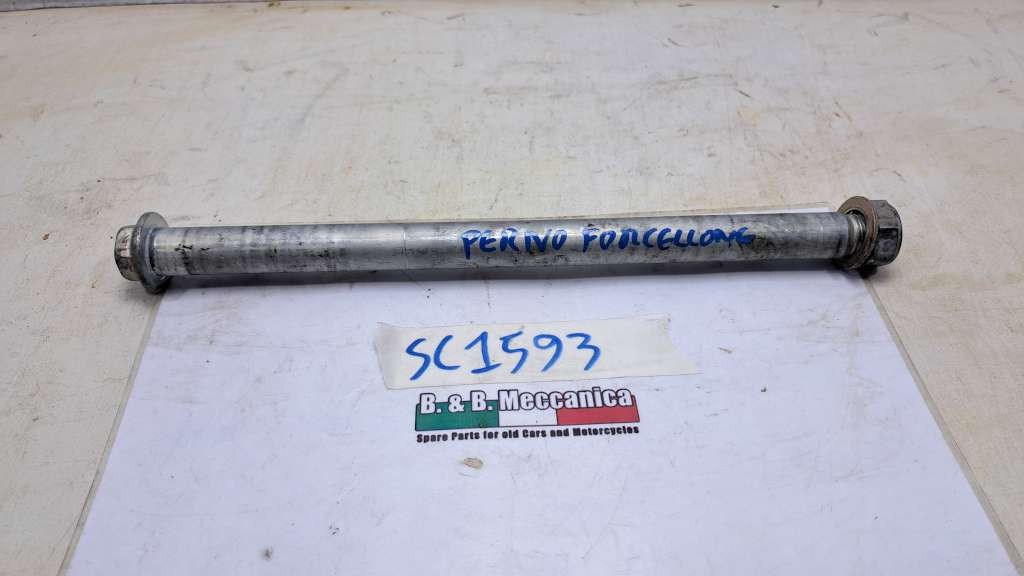 PERNO FORCELLONE
SC1593
B. & B. Meccanica
Spare Parts for old Cars and Motorcycles